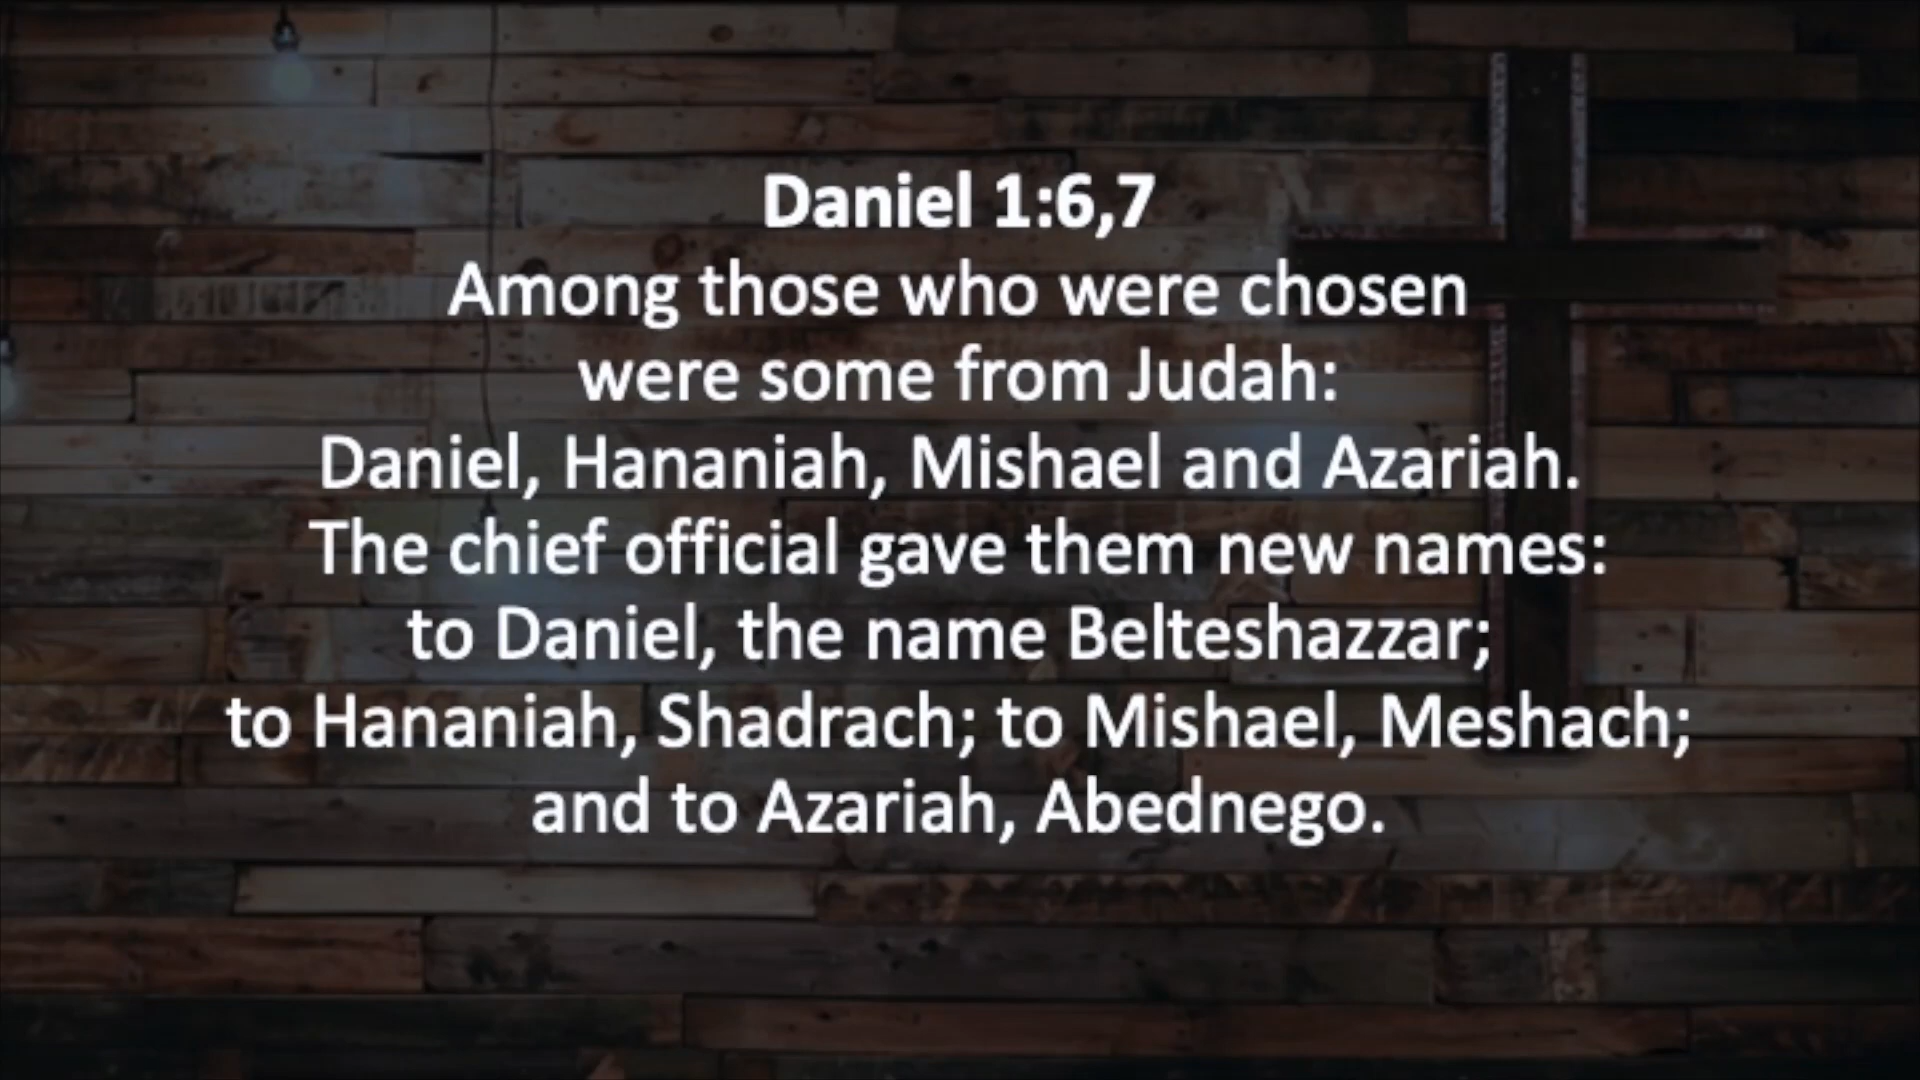 Daniel 1:6,7
Among those who were chosen
were some from Judah:
Daniel, Hananiah, Mishael and Azariah.
The chief official gave them new names:
to Daniel, the name Belteshazzar;
to Hananiah, Shadrach; to Mishael, Meshach;
and to Azariah, Abednego.